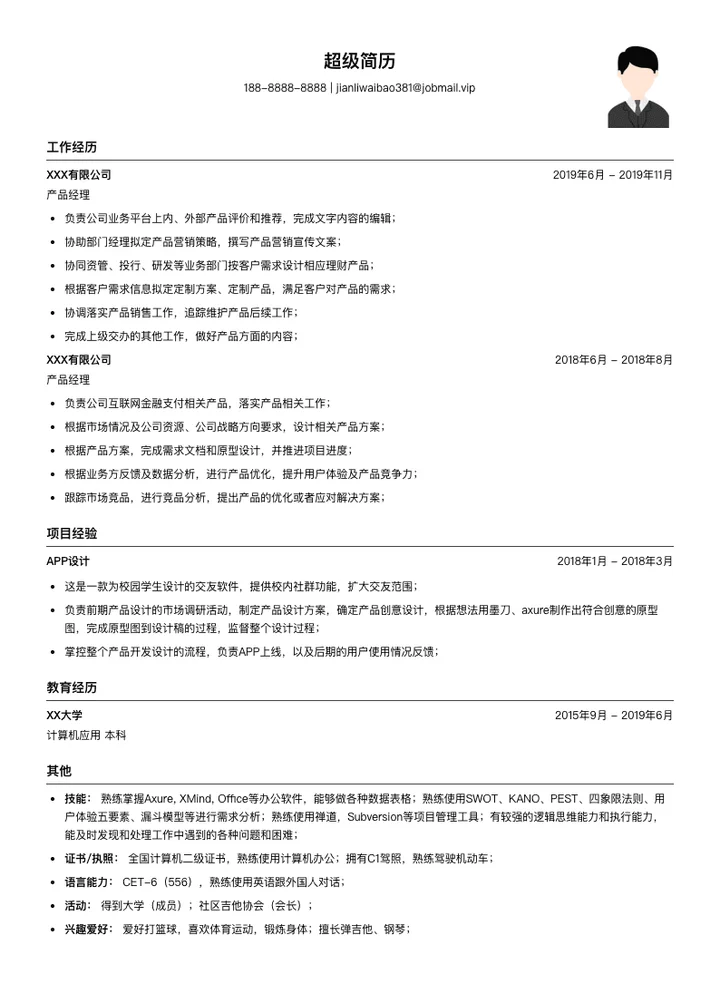 超级简历
188-8888-8888 | jianliwaibao381@jobmail.vip
工作经历
XXX有限公司 2019年6月 – 2019年11月
产品经理
• 负责公司业务平台上内、外部产品评价和推荐，完成文字内容的编辑；
• 协助部门经理拟定产品营销策略，撰写产品营销宣传文案；
• 协同资管、投行、研发等业务部门按客户需求设计相应理财产品；
• 根据客户需求信息拟定定制方案、定制产品，满足客户对产品的需求；
• 协调落实产品销售工作，追踪维护产品后续工作；
• 完成上级交办的其他工作，做好产品方面的内容；
XXX有限公司 2018年6月 – 2018年8月
产品经理
• 负责公司互联网金融支付相关产品，落实产品相关工作；
• 根据市场情况及公司资源、公司战略方向要求，设计相关产品方案；
• 根据产品方案，完成需求文档和原型设计，并推进项目进度；
• 根据业务方反馈及数据分析，进行产品优化，提升用户体验及产品竞争力；
• 跟踪市场竞品，进行竞品分析，提出产品的优化或者应对解决方案；
项目经验
APP设计 2018年1月 – 2018年3月
• 这是一款为校园学生设计的交友软件，提供校内社群功能，扩大交友范围；
• 负责前期产品设计的市场调研活动，制定产品设计方案，确定产品创意设计，根据想法用墨刀、axure制作出符合创意的原型
图，完成原型图到设计稿的过程，监督整个设计过程；
• 掌控整个产品开发设计的流程，负责APP上线，以及后期的用户使用情况反馈；
教育经历
XX大学 2015年9月 – 2019年6月
计算机应用 本科
其他
• 技能： 熟练掌握Axure, XMind, Office等办公软件，能够做各种数据表格；熟练使用SWOT、KANO、PEST、四象限法则、用
户体验五要素、漏斗模型等进行需求分析；熟练使用禅道，Subversion等项目管理工具；有较强的逻辑思维能力和执行能力，
能及时发现和处理工作中遇到的各种问题和困难；
• 证书/执照： 全国计算机二级证书，熟练使用计算机办公；拥有C1驾照，熟练驾驶机动车；
• 语言能力： CET-6（556），熟练使用英语跟外国人对话；
• 活动： 得到大学（成员）；社区吉他协会（会长）；
• 兴趣爱好： 爱好打篮球，喜欢体育运动，锻炼身体；擅长弹吉他、钢琴；